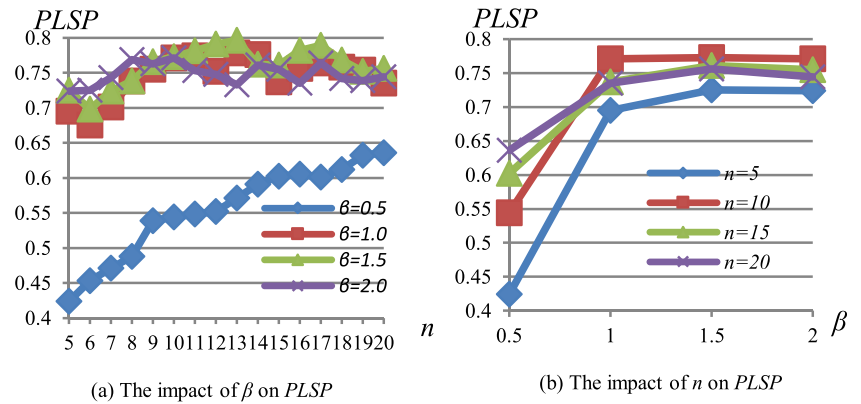 PLSP
0.8
0.75
0.7
0.65
0.6
0.55
0.5
0.45
0.4
5 6 7 8 9 10 11 12 13 14 15 16 17 18 19 20
n
β=0.5
β=1.0
β=1.5
β=2.0
(a) The impact of β on PLSP
PLSP
0.8
0.75
0.7
0.65
0.6
0.55
0.5
0.45
0.4
0.5 1 1.5 2
β
n=5
n=10
n=15
n=20
(b) The impact of n on PLSP